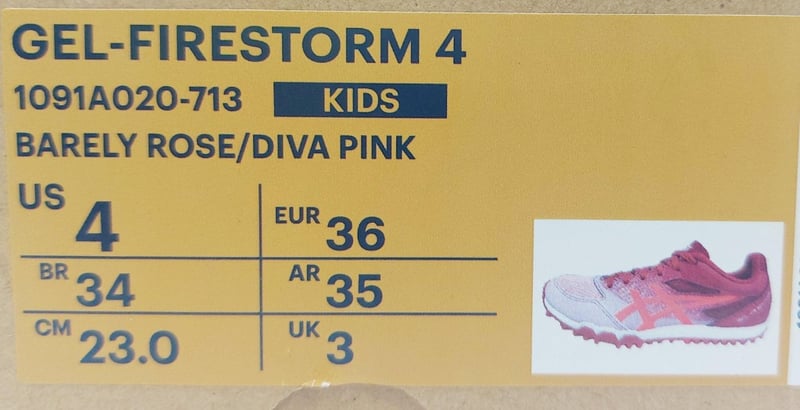 GEL-FIRESTORM 4
1091A020-713 KIDS
BARELY ROSE/DIVA PINK
US 4 EUR 36
BR 34 AR 35
CM 23.0 UK 3